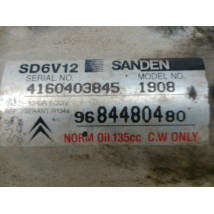 SD6V12 SANDEN
SERIAL NO. MODEL NO.
4160403845 1908
9684480480
NORM Oil 135cc C.W ONLY